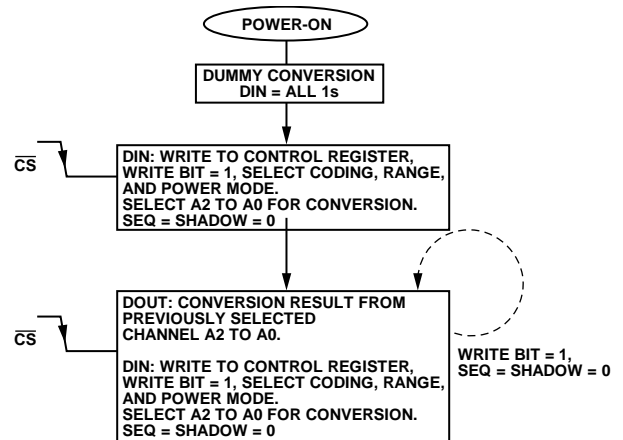 POWER-ON
DUMMY CONVERSION
DIN = ALL 1s
CS
DIN: WRITE TO CONTROL REGISTER,
WRITE BIT = 1, SELECT CODING, RANGE,
AND POWER MODE.
SELECT A2 TO A0 FOR CONVERSION.
SEQ = SHADOW = 0
CS
DOUT: CONVERSION RESULT FROM
PREVIOUSLY SELECTED
CHANNEL A2 TO A0.
DIN: WRITE TO CONTROL REGISTER,
WRITE BIT = 1, SELECT CODING, RANGE,
AND POWER MODE.
SELECT A2 TO A0 FOR CONVERSION.
SEQ = SHADOW = 0
WRITE BIT = 1,
SEQ = SHADOW = 0